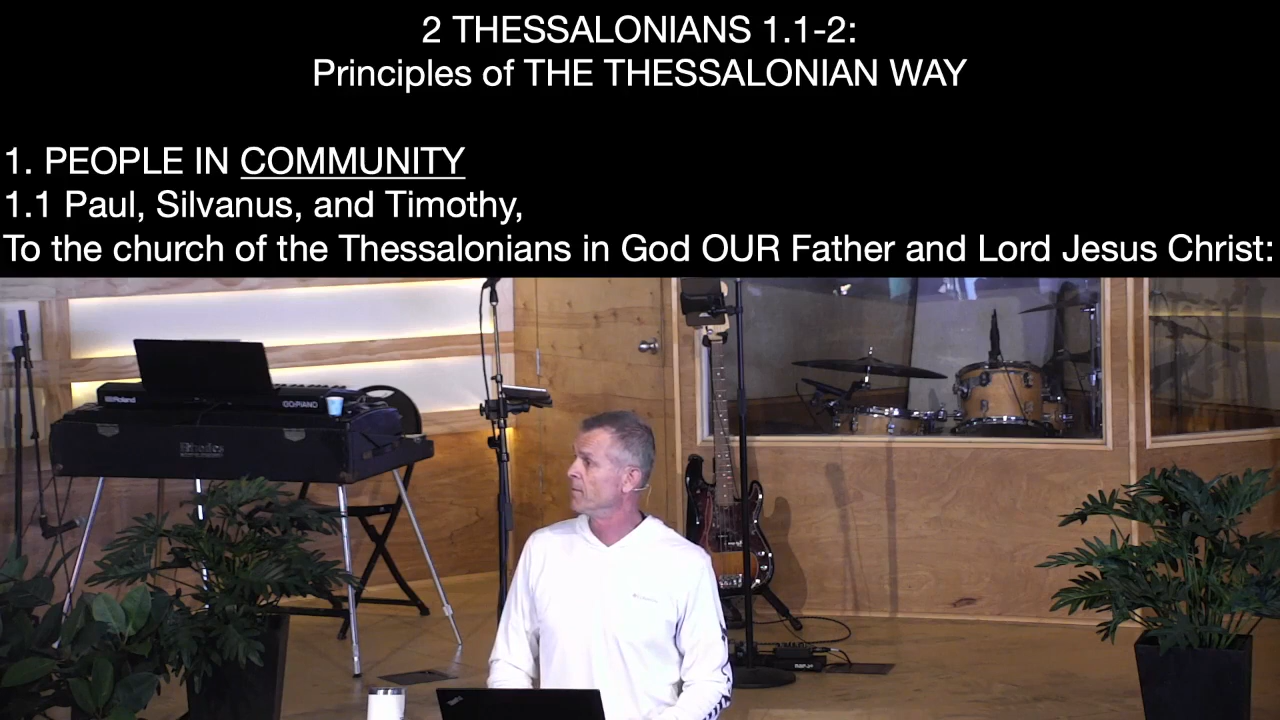 2 THESSALONIANS 1.1-2:
Principles of THE THESSALONIAN WAY
1. PEOPLE IN COMMUNITY
1.1 Paul, Silvanus, and Timothy,
To the church of the Thessalonians in God OUR Father and Lord Jesus Christ:
Roland
GO:PIANO
Rhodes